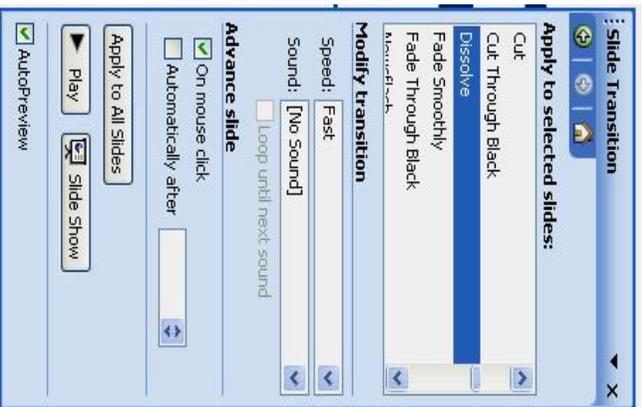 Slide Transition
Apply to selected slides:
Cut
Cut Through Black
Dissolve
Fade Smoothly
Fade Through Black
Newsflash
Modify transition
Speed: Fast
Sound: [No Sound]
Loop until next sound
Advance slide
On mouse click
Automatically after
Apply to All Slides
Play
Slide Show
AutoPreview